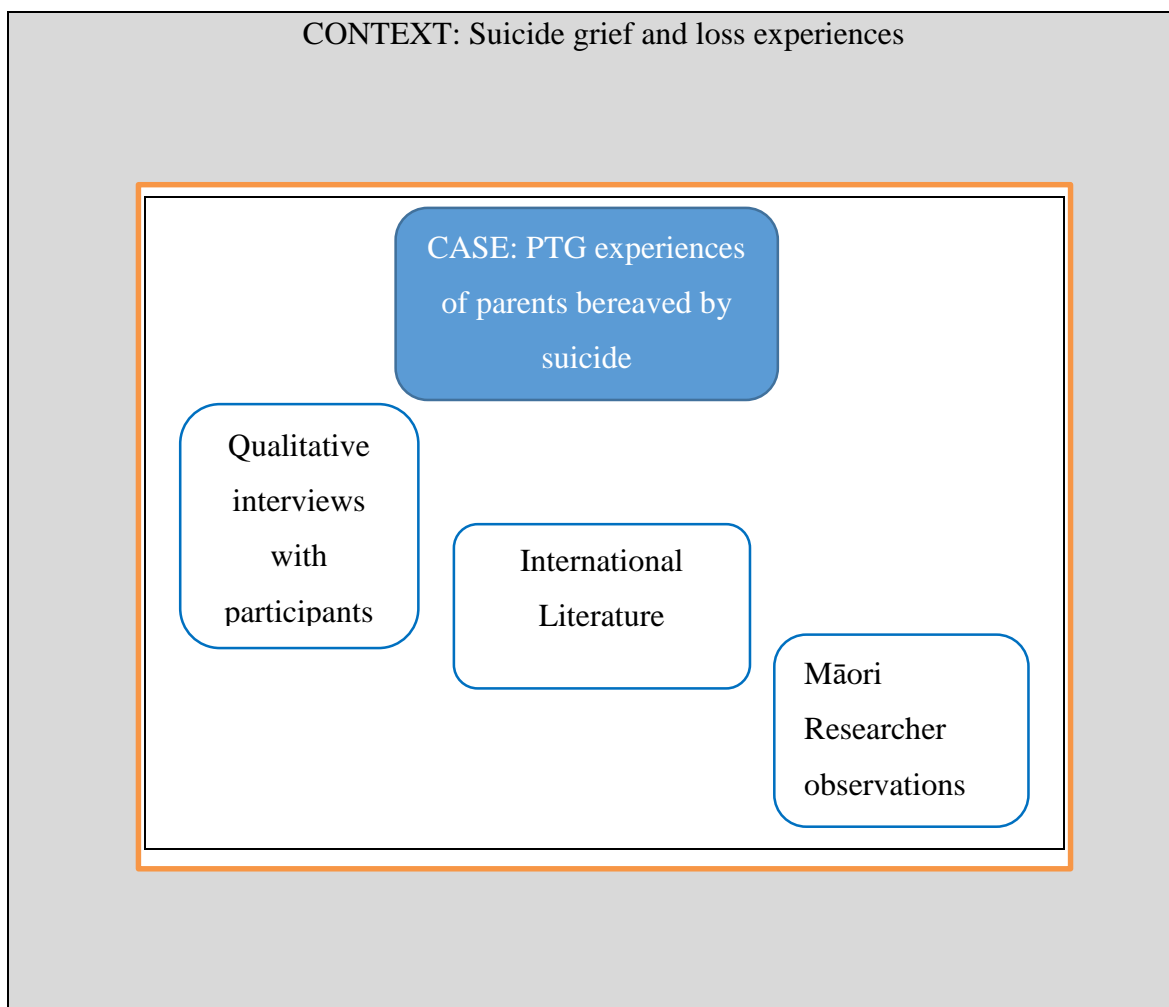 CONTEXT: Suicide grief and loss experiences
CASE: PTG experiences
of parents bereaved by
suicide
Qualitative
interviews
with
participants
International
Literature
Māori
Researcher
observations